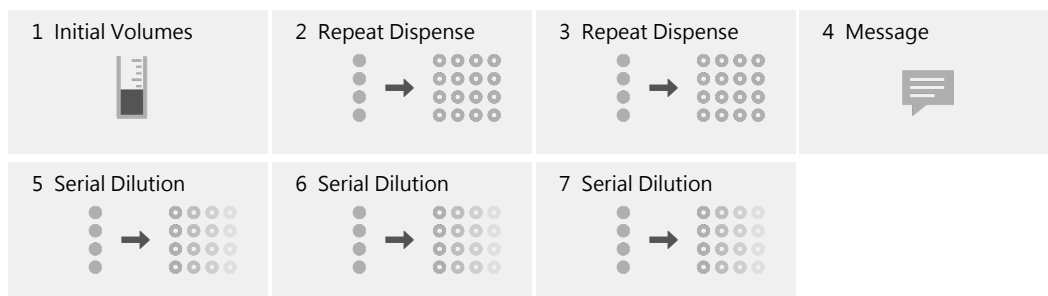 1 Initial Volumes
2 Repeat Dispense
3 Repeat Dispense
4 Message
5 Serial Dilution
6 Serial Dilution
7 Serial Dilution